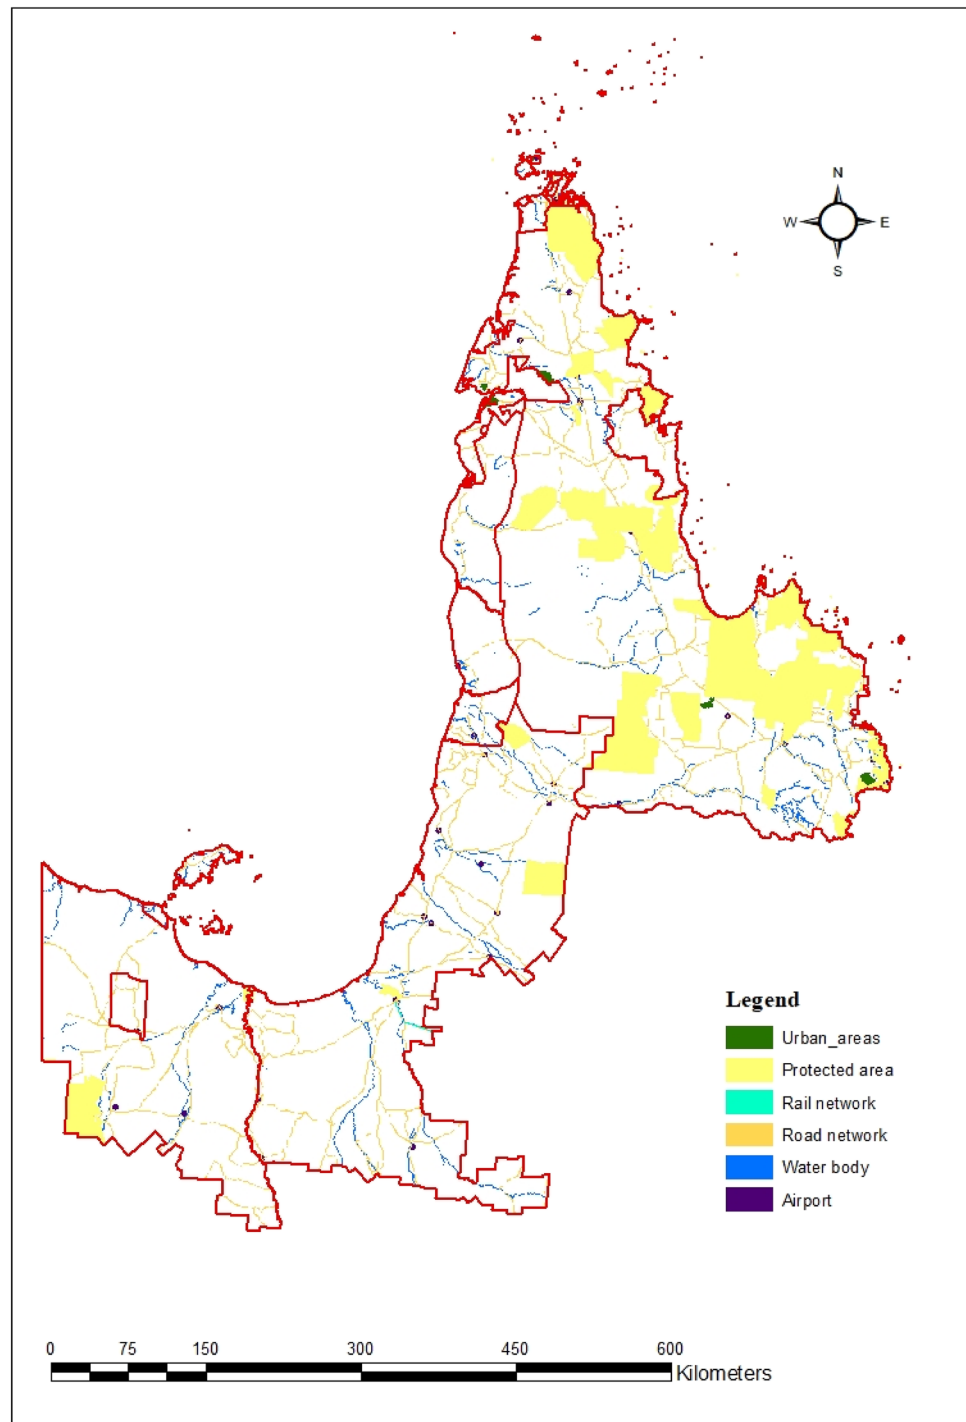 N
W E
S
Legend
Urban_areas
Protected area
Rail network
Road network
Water body
Airport
0 75 150 300 450 600
Kilometers